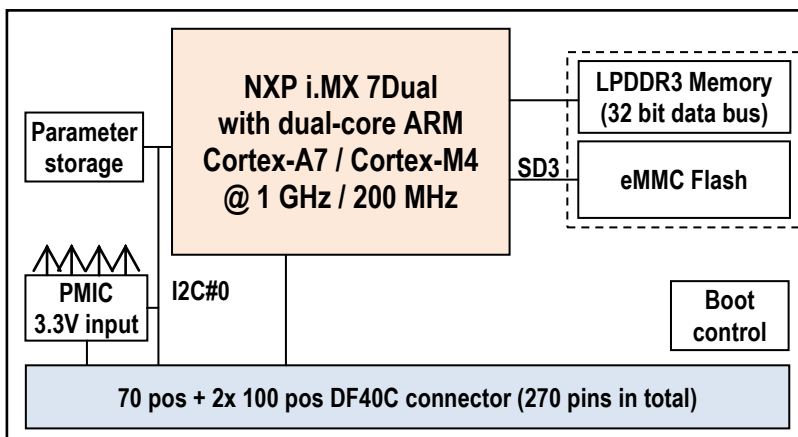 NXP i.MX 7Dual
with dual-core ARM
Cortex-A7 / Cortex-M4
@ 1 GHz / 200 MHz
Parameter
storage
LPDDR3 Memory
(32 bit data bus)
SD3
eMMC Flash
PMIC
3.3V input
I2C#0
Boot
control
70 pos + 2x 100 pos DF40C connector (270 pins in total)